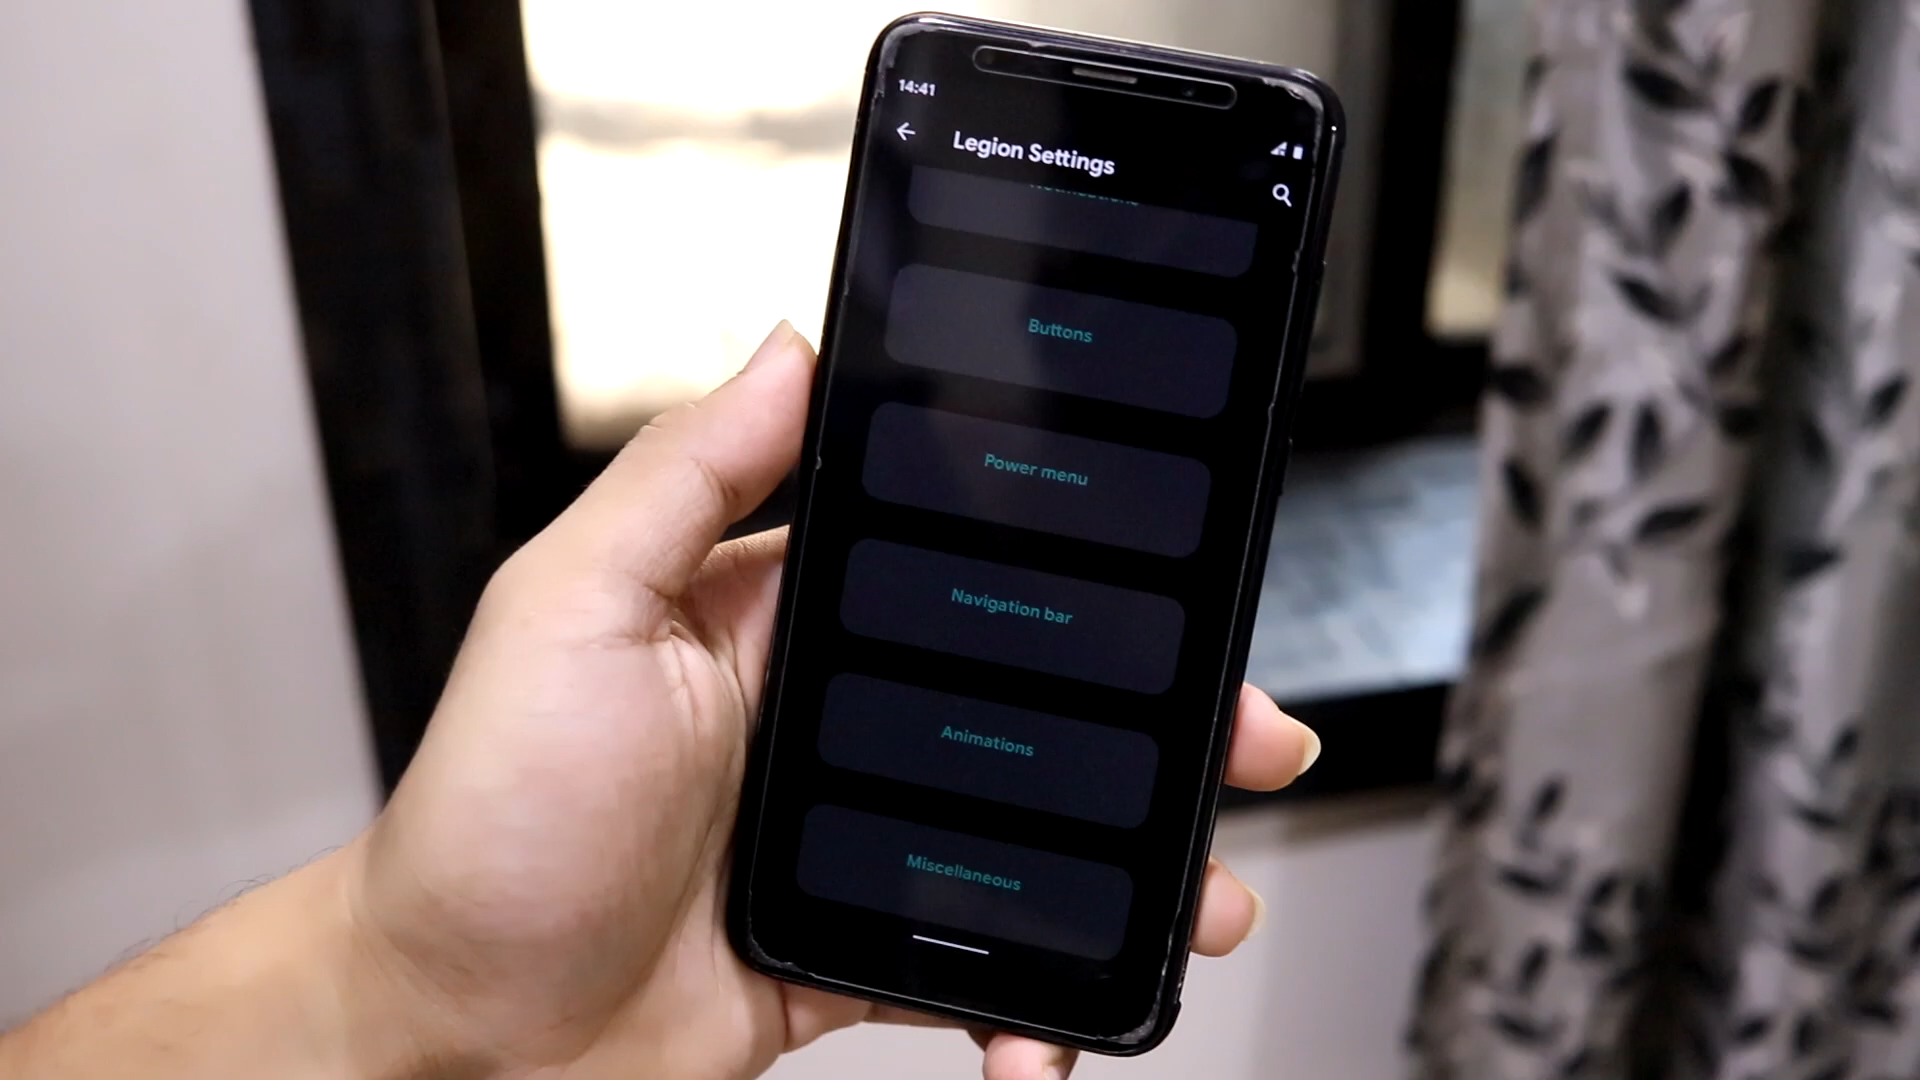 14:41
Legion Settings
Buttons
Power menu
Navigation bar
Animations
Miscellaneous